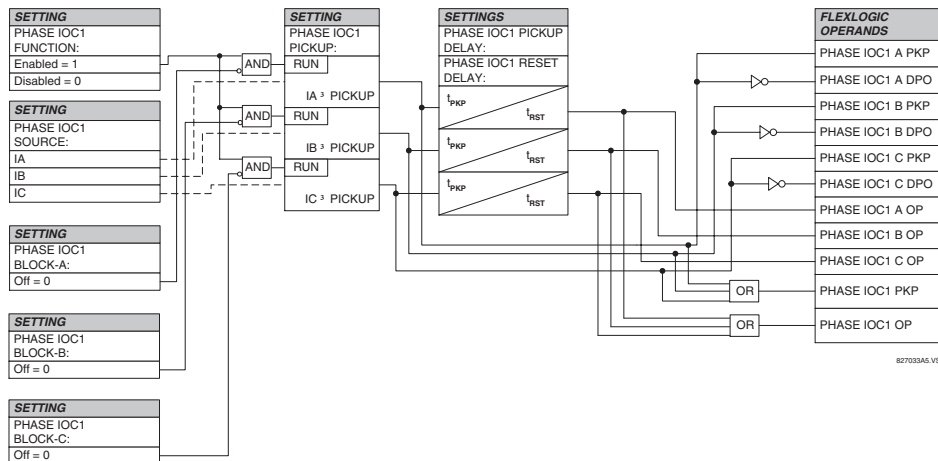 SETTING
PHASE IOC1
FUNCTION:
Enabled = 1
Disabled = 0
SETTING
PHASE IOC1
SOURCE:
IA
IB
IC
SETTING
PHASE IOC1
BLOCK-A:
Off = 0
SETTING
PHASE IOC1
BLOCK-B:
Off = 0
SETTING
PHASE IOC1
BLOCK-C:
Off = 0
AND
AND
AND
SETTING
PHASE IOC1
PICKUP:
RUN
IA ³ PICKUP
RUN
IB ³ PICKUP
RUN
IC ³ PICKUP
SETTINGS
PHASE IOC1 PICKUP
DELAY:
PHASE IOC1 RESET
DELAY:
tPKP
tRST
tPKP
tRST
tPKP
tRST
OR
OR
FLEXLOGIC
OPERANDS
PHASE IOC1 A PKP
PHASE IOC1 A DPO
PHASE IOC1 B PKP
PHASE IOC1 B DPO
PHASE IOC1 C PKP
PHASE IOC1 C DPO
PHASE IOC1 A OP
PHASE IOC1 B OP
PHASE IOC1 C OP
PHASE IOC1 PKP
PHASE IOC1 OP
827033A5.VS